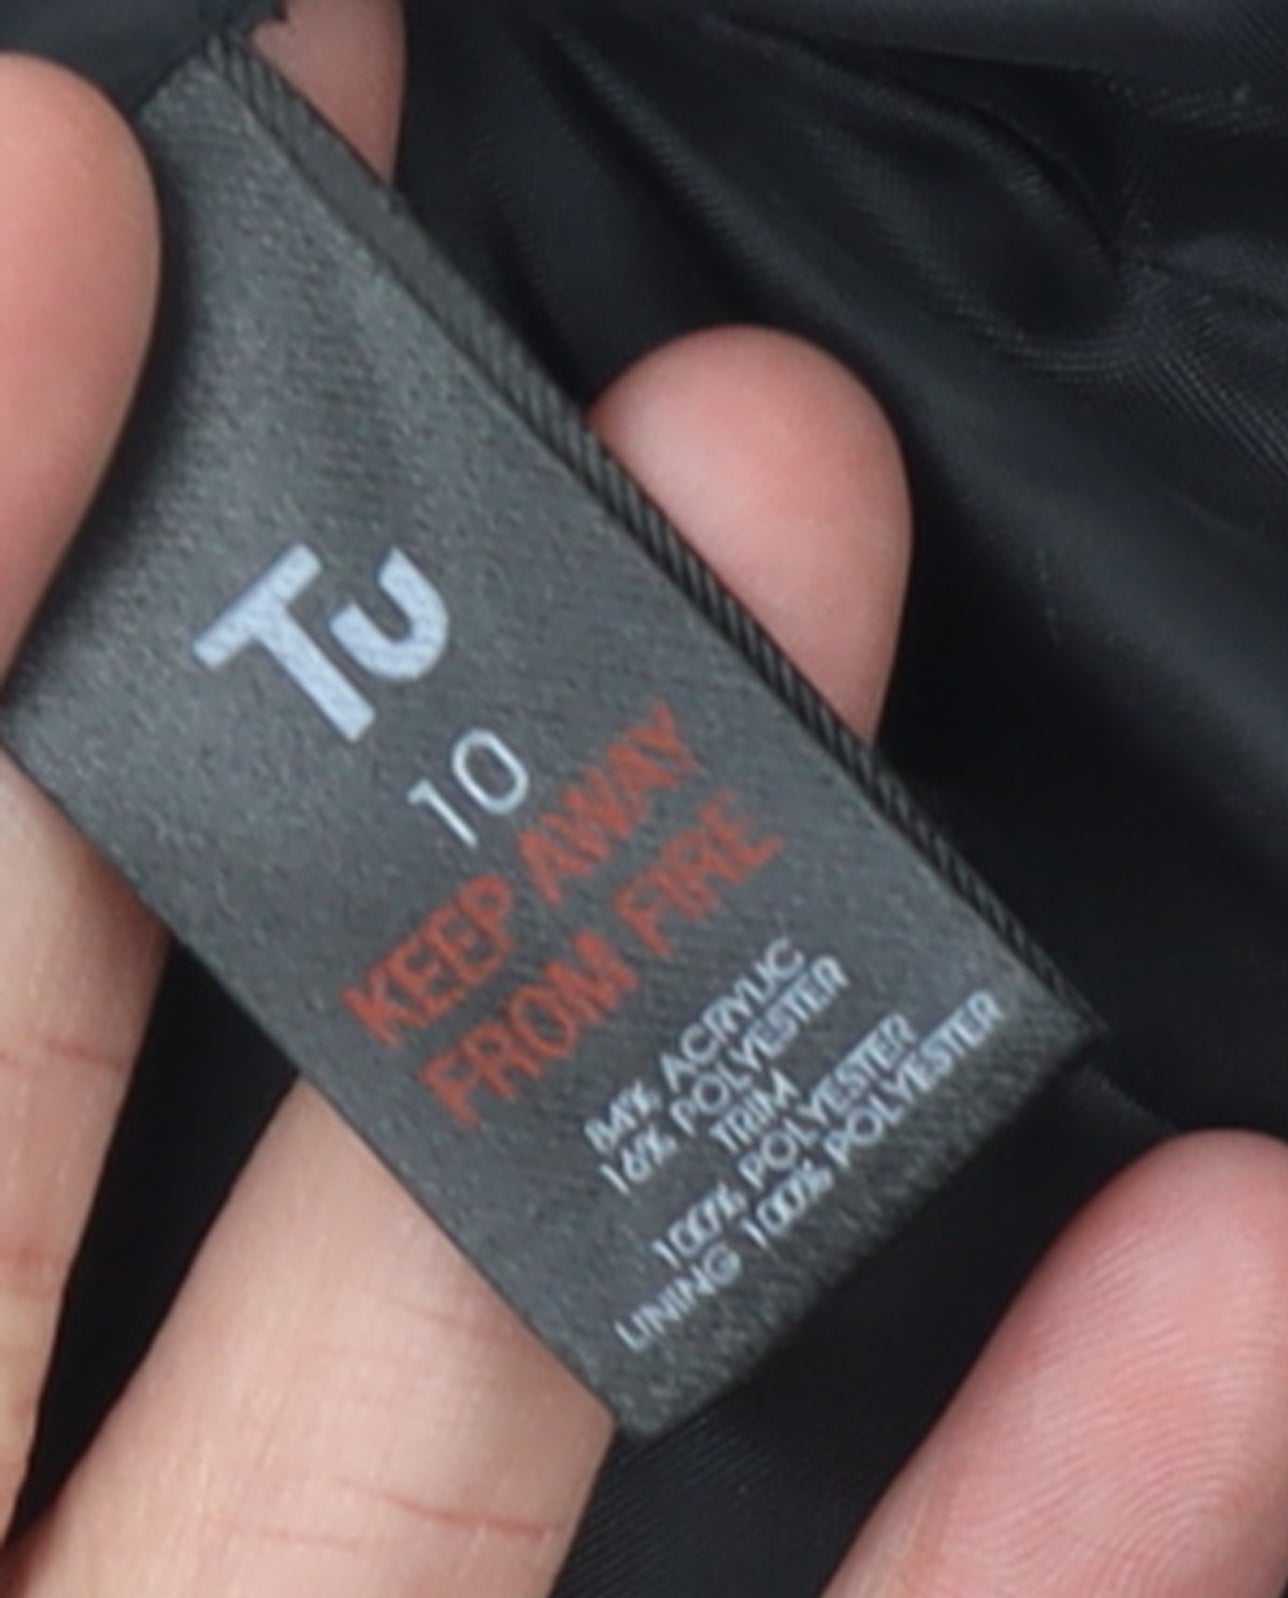 Tu
10
KEEP AWAY
FROM FIRE
84% ACRYLIC
16% POLYESTER
TRIM
100% POLYESTER
LINING 100% POLYESTER